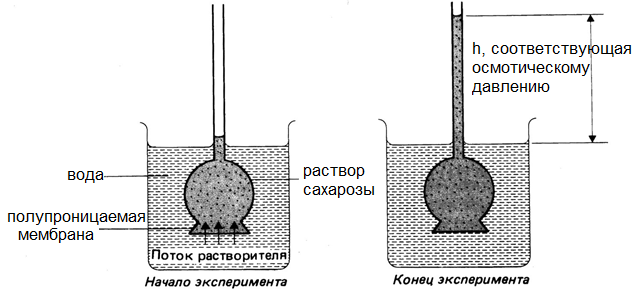 вода
полупроницаемая
мембрана
раствор
сахарозы
Поток растворителя
Начало эксперимента
h, соответствующая
осмотическому
давлению
Конец эксперимента